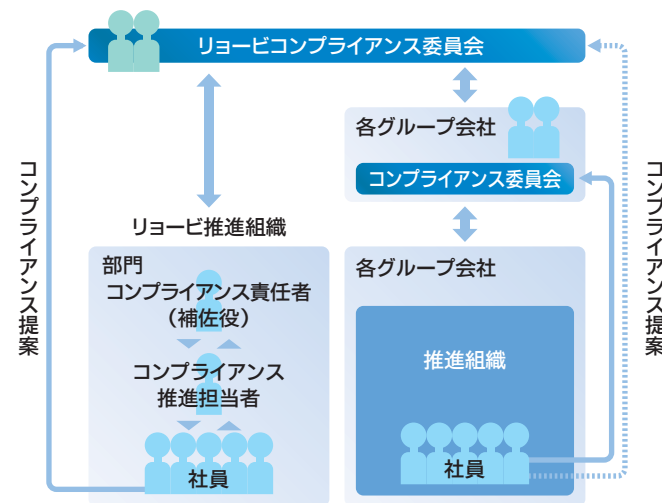 リョービコンプライアンス委員会
コンプライアンス提案
リョービ推進組織
部門
コンプライアンス責任者
（補佐役）
コンプライアンス
推進担当者
社員
各グループ会社
コンプライアンス委員会
各グループ会社
推進組織
社員
コンプライアンス提案